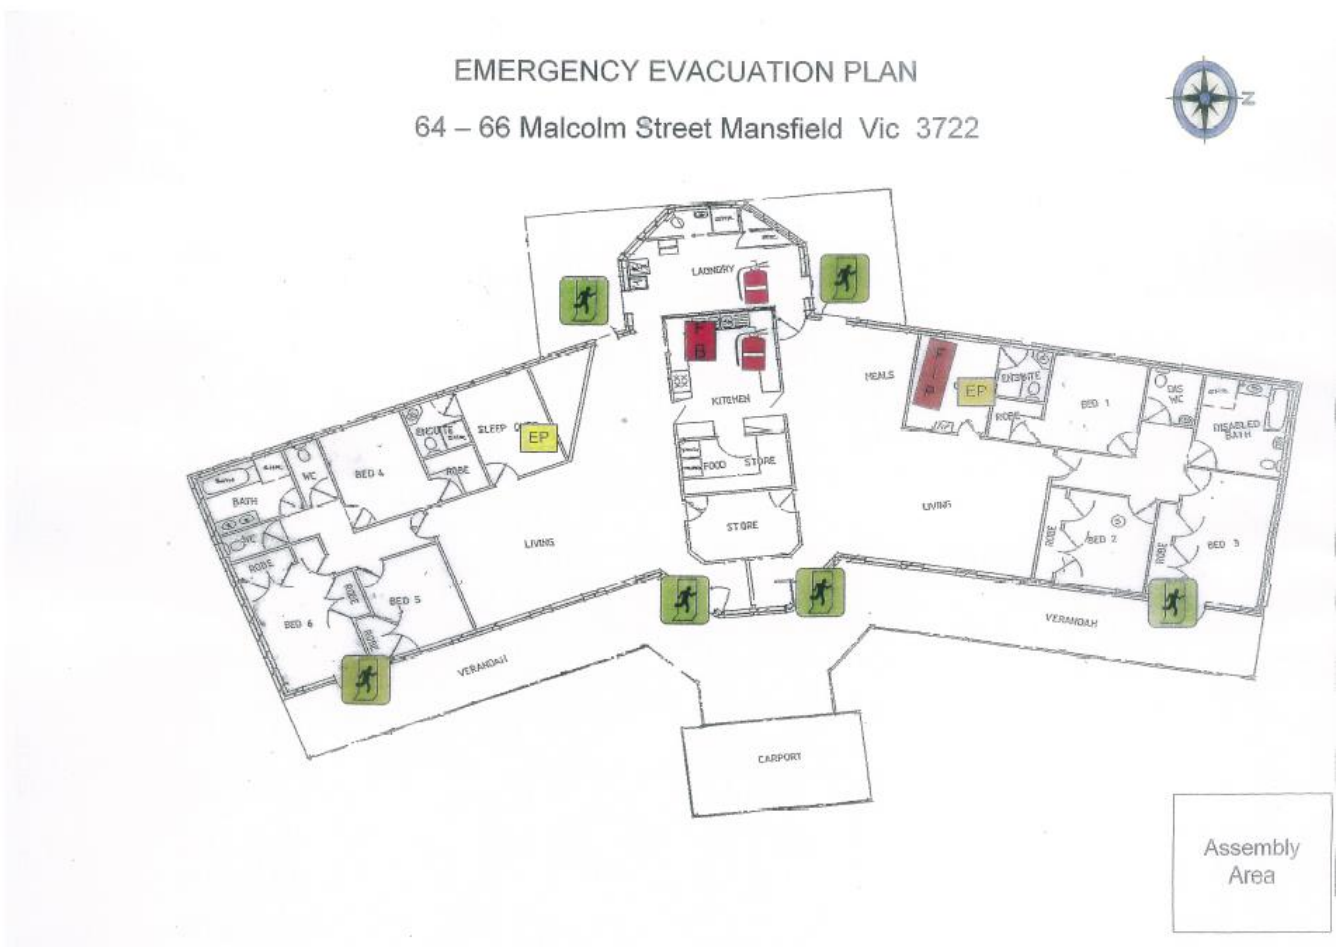 EMERGENCY EVACUATION PLAN
64 – 66 Malcolm Street Mansfield Vic 3722
N
LAUNDRY
F
B
KITCHEN
MEALS
F
I
P
EP
ENSUITE
ROBE
BED 1
DIS
WC
DISABLED
BATH
SLEEP
EP
ENSUITE
ROBE
BED 4
WC
BATH
WC
FOOD STORE
STORE
LIVING
LIVING
ROBE
BED 2
ROBE
BED 3
ROBE
ROBE
BED 5
BED 6
ROBE
VERANDAH
VERANDAH
CARPORT
Assembly
Area